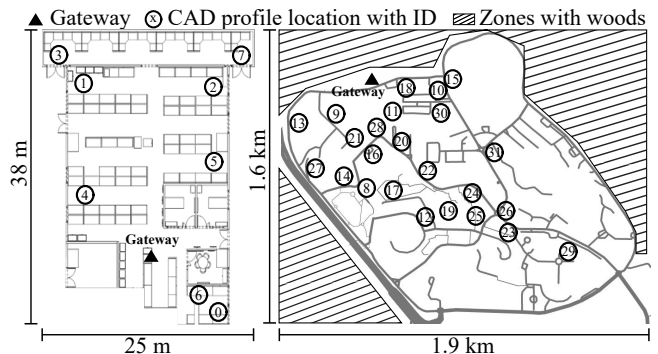 ▲ Gateway ⓧ CAD profile location with ID Zones with woods
3 7
1 2
5
4
Gateway
6
0
38 m
25 m
Gateway
15
18 10
9 11 30
13 28
21 20
16 31
27 22
14
8 17 24
12 19 25 26
23
29
1.6 km
1.9 km